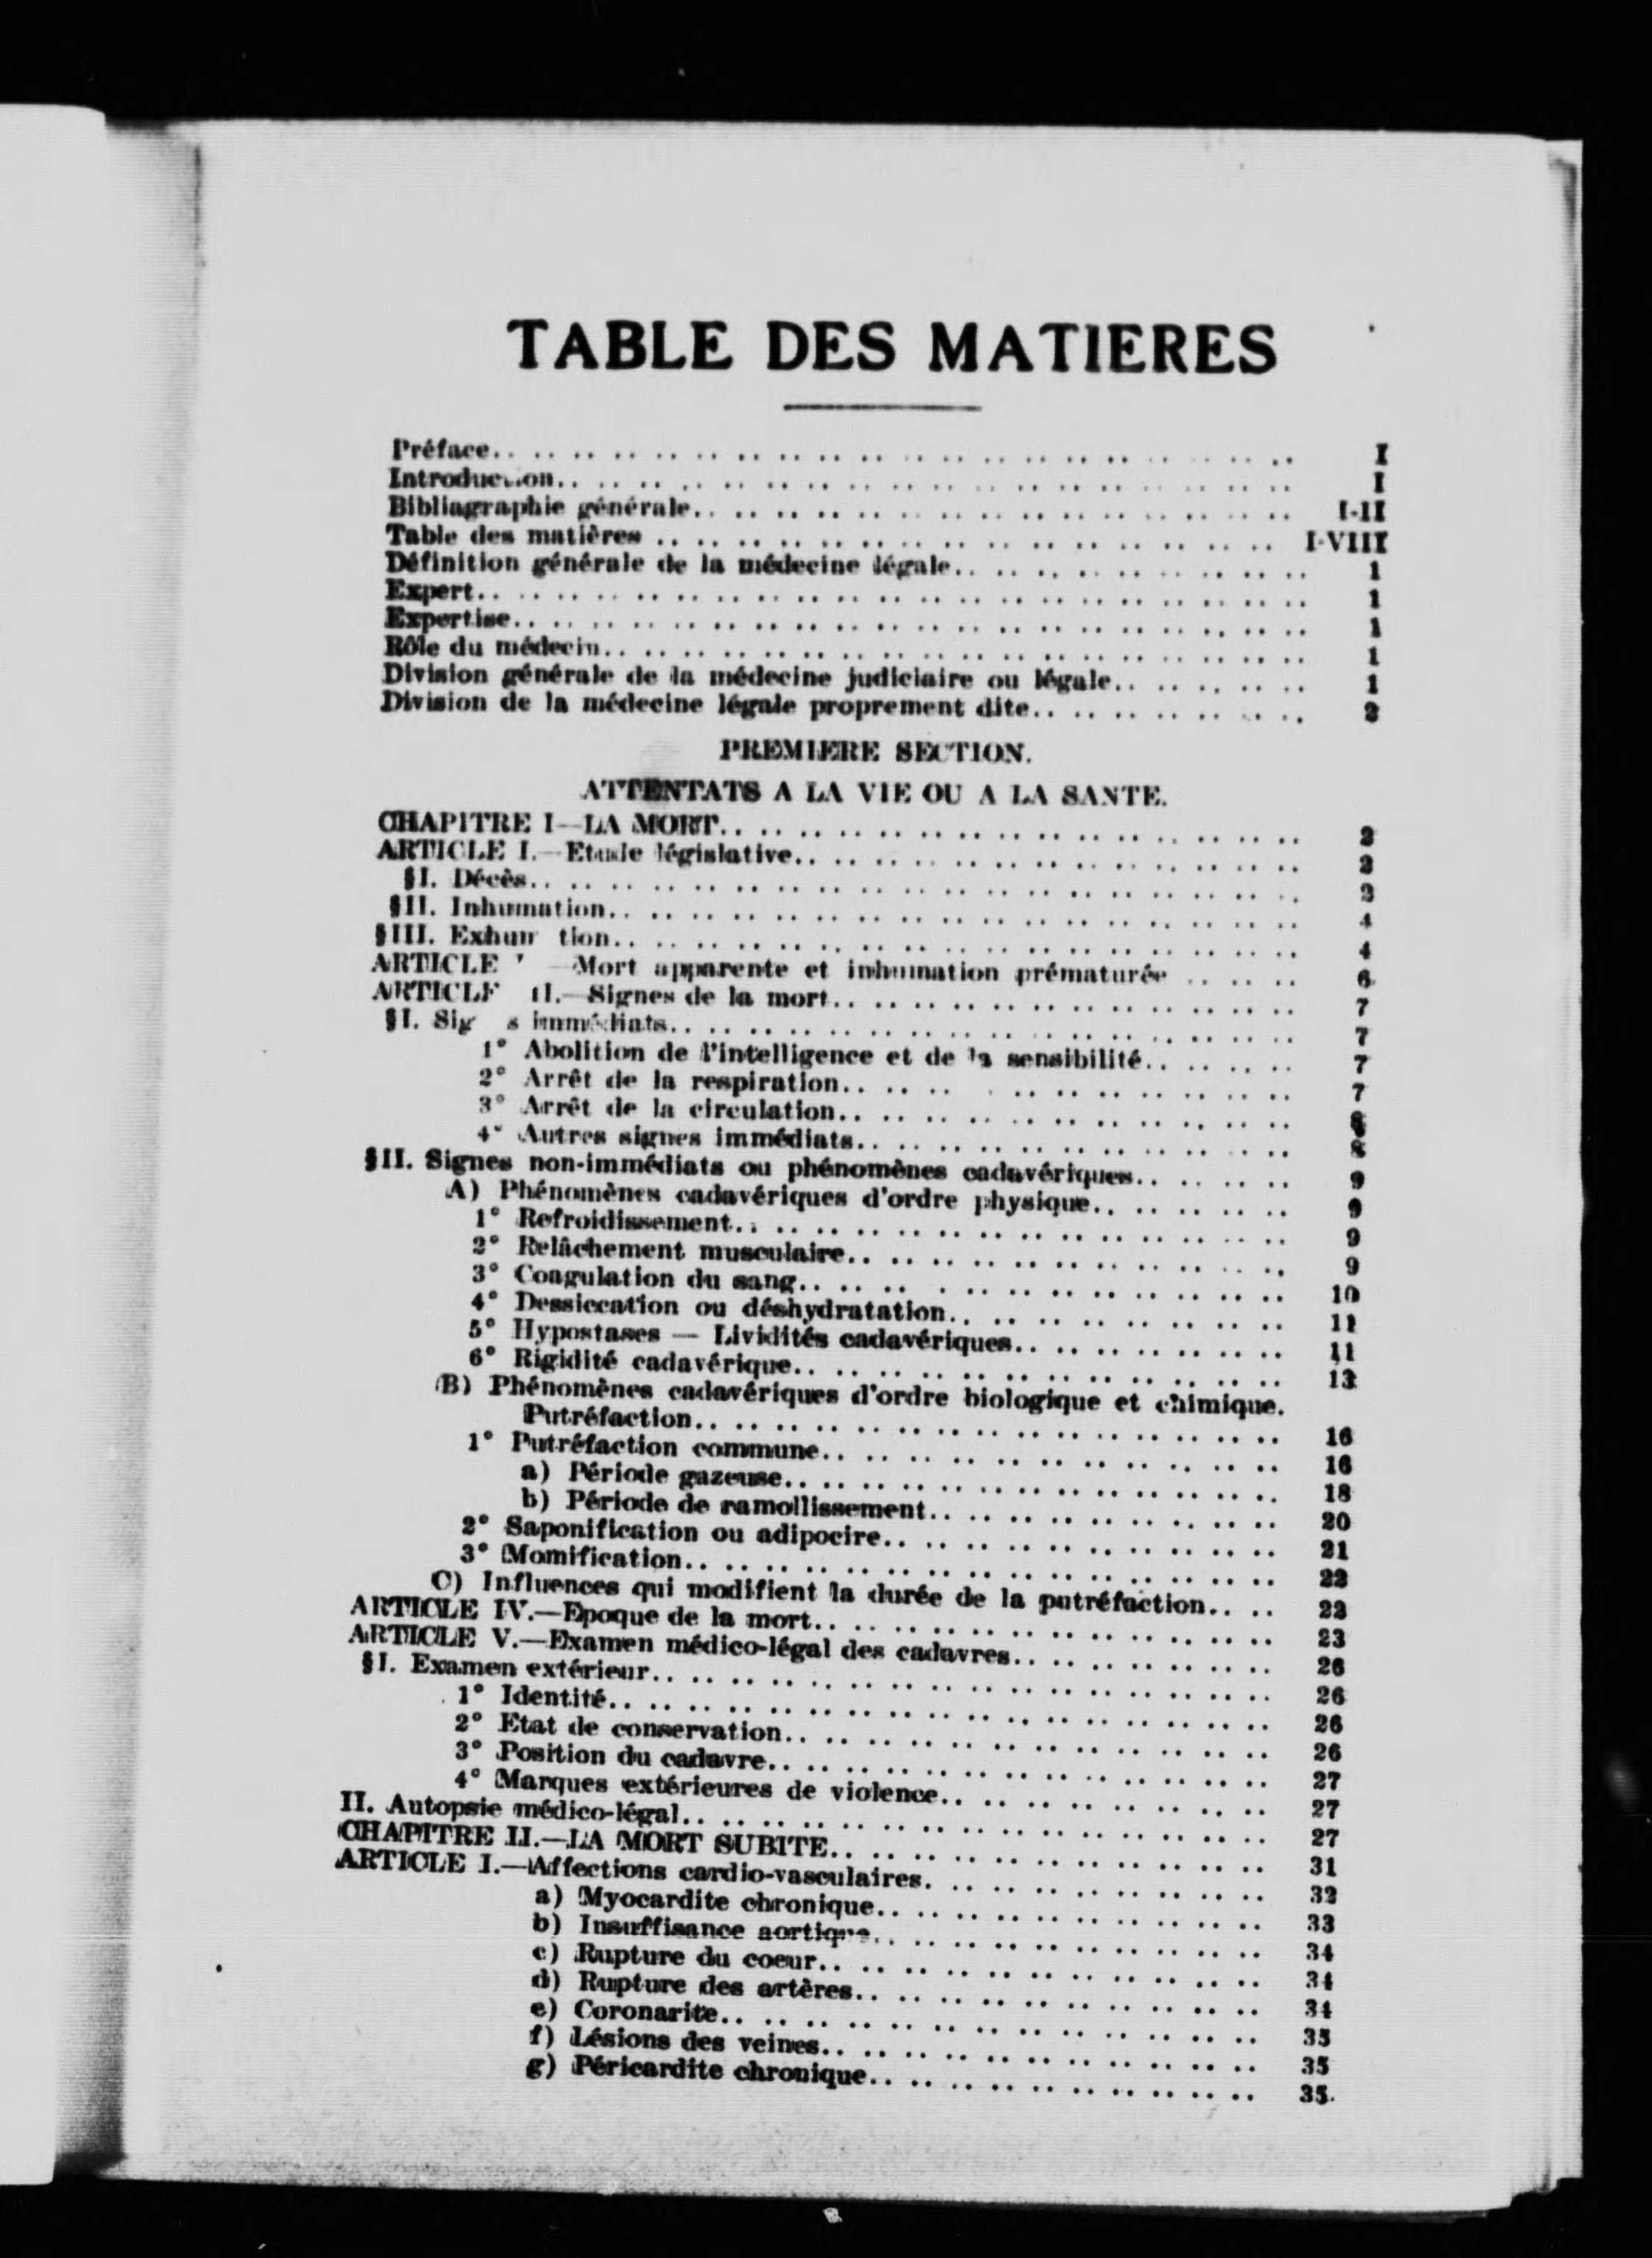 TABLE DES MATIERES
Préface.. .. .. .. .. .. .. .. .. .. .. .. .. .. .. .. .. .. .. .. I
Introduction.. .. .. .. .. .. .. .. .. .. .. .. .. .. .. .. .. .. I
Bibliagraphie générale.. .. .. .. .. .. .. .. .. .. .. .. .. .. .. I-II
Table des matières .. .. .. .. .. .. .. .. .. .. .. .. .. .. .. .. I-VIII
Définition générale de la médecine légale.. .. .. .. .. .. .. .. .. 1
Expert.. .. .. .. .. .. .. .. .. .. .. .. .. .. .. .. .. .. .. .. .. 1
Expertise.. .. .. .. .. .. .. .. .. .. .. .. .. .. .. .. .. .. .. .. 1
Rôle du médecin.. .. .. .. .. .. .. .. .. .. .. .. .. .. .. .. .. .. 1
Division générale de la médecine judiciaire ou légale.. .. .. .. .. 1
Division de la médecine légale proprement dite.. .. .. .. .. .. .. 2
PREMIERE SECTION.
ATTENTATS A LA VIE OU A LA SANTE.
CHAPITRE I—LA MORT.. .. .. .. .. .. .. .. .. .. .. .. .. .. .. 2
ARTICLE I.—Etude législative.. .. .. .. .. .. .. .. .. .. .. .. .. 2
§I. Décès.. .. .. .. .. .. .. .. .. .. .. .. .. .. .. .. .. .. .. .. 2
§II. Inhumation.. .. .. .. .. .. .. .. .. .. .. .. .. .. .. .. .. .. 4
§III. Exhum tion.. .. .. .. .. .. .. .. .. .. .. .. .. .. .. .. .. .. 4
ARTICLE —Mort apparente et inhumation prématurée .. .. .. 6
ARTICLE II.—Signes de la mort.. .. .. .. .. .. .. .. .. .. .. .. 7
§I. Sig s immédiats.. .. .. .. .. .. .. .. .. .. .. .. .. .. .. .. 7
1° Abolition de l'intelligence et de la sensibilité.. .. .. .. 7
2° Arrêt de la respiration.. .. .. .. .. .. .. .. .. .. .. 7
3° Arrêt de la circulation.. .. .. .. .. .. .. .. .. .. .. .. 8
4° Autres signes immédiats.. .. .. .. .. .. .. .. .. .. .. 8
§II. Signes non-immédiats ou phénomènes cadavériques.. .. .. .. 9
A) Phénomènes cadavériques d'ordre physique.. .. .. .. .. 9
1° Refroidissement.. .. .. .. .. .. .. .. .. .. .. .. .. .. 9
2° Relâchement musculaire.. .. .. .. .. .. .. .. .. .. .. 9
3° Coagulation du sang.. .. .. .. .. .. .. .. .. .. .. .. 10
4° Dessiccation ou déshydratation.. .. .. .. .. .. .. .. .. 11
5° Hypostases — Lividités cadavériques.. .. .. .. .. .. .. 11
6° Rigidité cadavérique.. .. .. .. .. .. .. .. .. .. .. .. 13
(B) Phénomènes cadavériques d'ordre biologique et chimique.
Putréfaction.. .. .. .. .. .. .. .. .. .. .. .. .. .. .. 16
1° Putréfaction commune.. .. .. .. .. .. .. .. .. .. .. .. 16
a) Période gazeuse.. .. .. .. .. .. .. .. .. .. .. .. .. 18
b) Période de ramollissement.. .. .. .. .. .. .. .. .. 20
2° Saponification ou adipocire.. .. .. .. .. .. .. .. .. .. 21
3° Momification.. .. .. .. .. .. .. .. .. .. .. .. .. .. .. 22
C) Influences qui modifient la durée de la putréfaction.. .. 22
ARTICLE IV.—Epoque de la mort.. .. .. .. .. .. .. .. .. .. .. .. 23
ARTICLE V.—Examen médico-légal des cadavres.. .. .. .. .. .. .. 26
§I. Examen extérieur.. .. .. .. .. .. .. .. .. .. .. .. .. .. .. .. 26
1° Identité.. .. .. .. .. .. .. .. .. .. .. .. .. .. .. .. .. 26
2° Etat de conservation.. .. .. .. .. .. .. .. .. .. .. .. 26
3° Position du cadavre.. .. .. .. .. .. .. .. .. .. .. .. .. 27
4° Marques extérieures de violence.. .. .. .. .. .. .. .. .. 27
II. Autopsie médico-légal.. .. .. .. .. .. .. .. .. .. .. .. .. .. .. 27
CHAPITRE II.—LA MORT SUBITE.. .. .. .. .. .. .. .. .. .. .. 31
ARTICLE I.—Affections cardio-vasculaires. .. .. .. .. .. .. .. .. 32
a) Myocardite chronique.. .. .. .. .. .. .. .. .. .. 33
b) Insuffisance aortique.. .. .. .. .. .. .. .. .. .. 34
c) Rupture du coeur.. .. .. .. .. .. .. .. .. .. .. .. 34
d) Rupture des artères.. .. .. .. .. .. .. .. .. .. .. 34
e) Coronarite.. .. .. .. .. .. .. .. .. .. .. .. .. .. 35
f) Lésions des veines.. .. .. .. .. .. .. .. .. .. .. 35
g) Péricardite chronique.. .. .. .. .. .. .. .. .. .. 35.